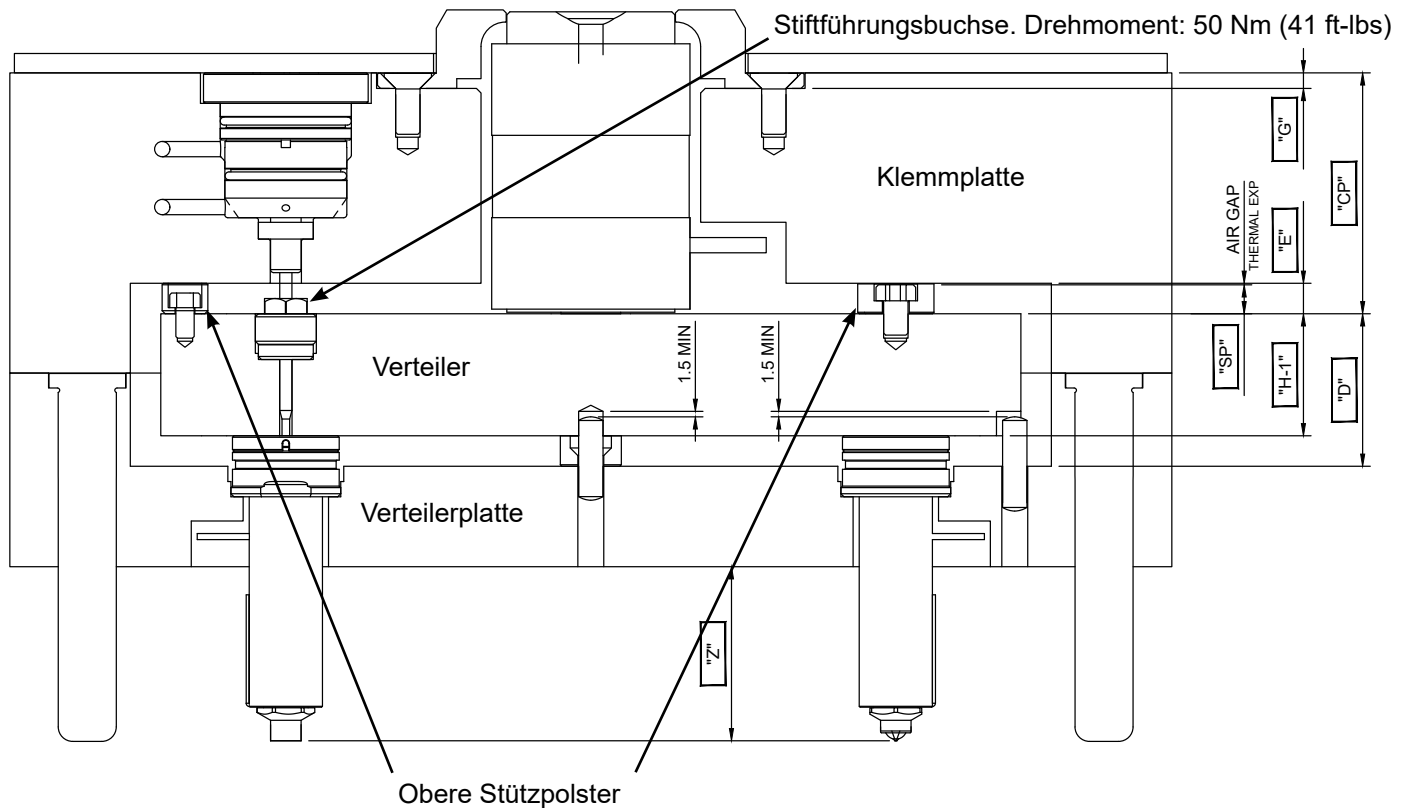 Stiftführungsbuchse. Drehmoment: 50 Nm (41 ft-lbs)
Klemmplatte
"G"
"CP"
AIR GAP
THERMAL EXP
"E"
"SP"
"H-1"
"D"
Verteiler
1.5 MIN
1.5 MIN
Verteilerplatte
"Z"
Obere Stützpolster